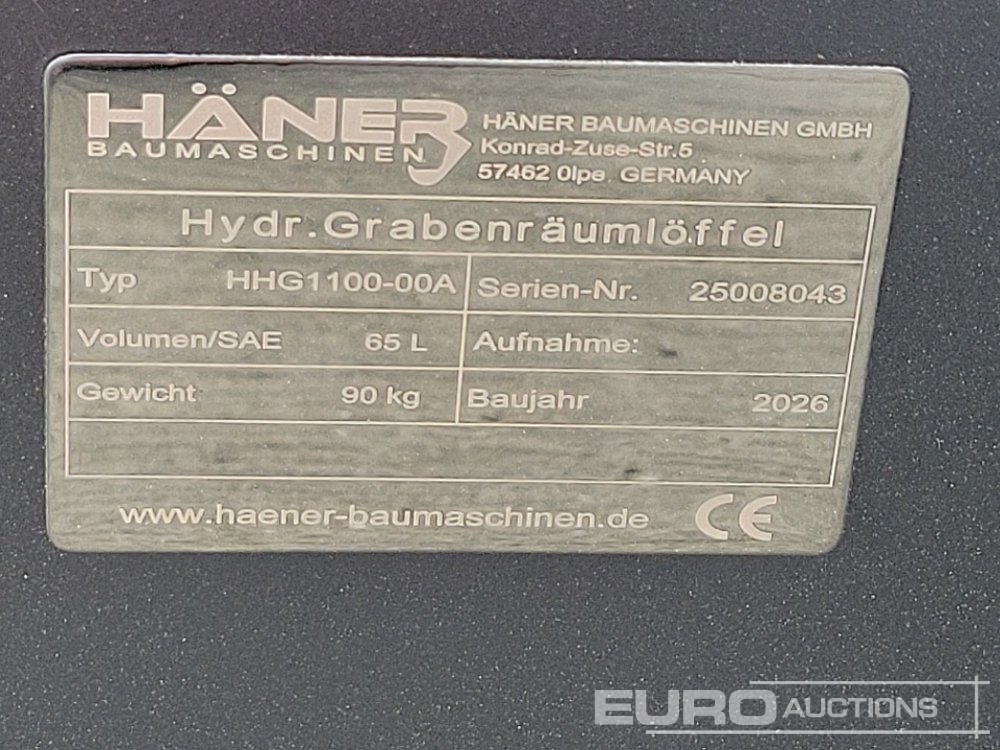 HÄNER
BAUMASCHINEN
HÄNER BAUMASCHINEN GMBH
Konrad-Zuse-Str.5
57462 Olpe GERMANY
Hydr.Grabenräumlöffel
Typ HHG1100-00A Serien-Nr. 25008043
Volumen/SAE 65 L Aufnahme:
Gewicht 90 kg Baujahr 2026
www.haener-baumaschinen.de CE
EURO AUCTIONS